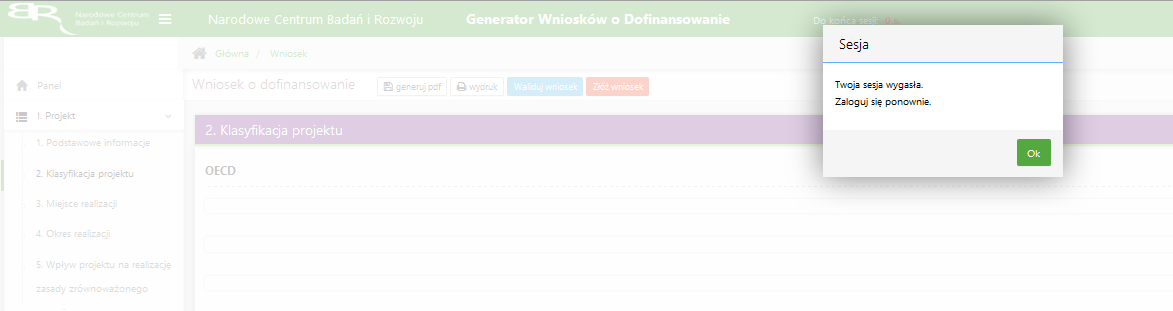 Narodowe Centrum Badań i Rozwoju
Narodowe Centrum Badań i Rozwoju
Generator Wniosków o Dofinansowanie
Do końca sesji: 0 s.
Sesja
Twoja sesja wygasła.
Zaloguj się ponownie.
Ok
Główna / Wniosek
Wniosek o dofinansowanie
generuj pdf
wydruk
Waliduj wniosek
Złóż wniosek
Panel
I. Projekt
1. Podstawowe informacje
2. Klasyfikacja projektu
3. Miejsce realizacji
4. Okres realizacji
5. Wpływ projektu na realizację
zasady zrównoważonego
2. Klasyfikacja projektu
OECD